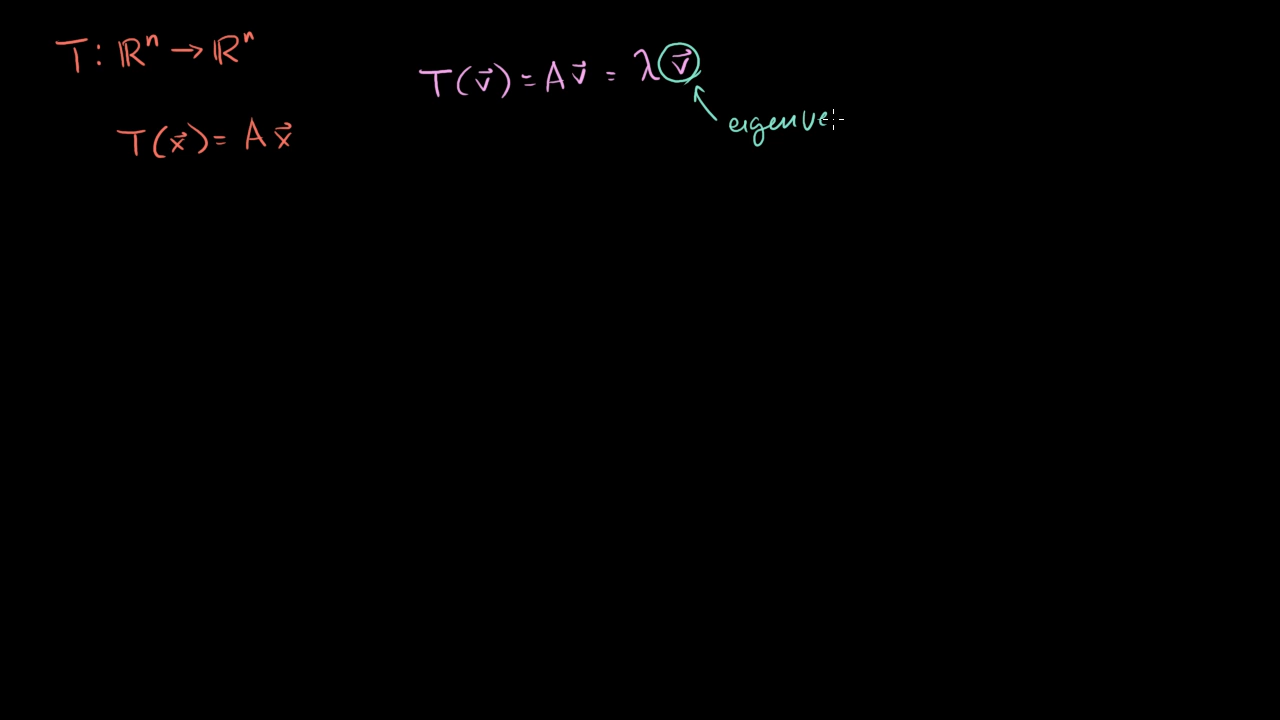 T: ℝⁿ → ℝⁿ
T(x⃗) = A x⃗
T(v⃗) = A v⃗ = λ v⃗
eigenve